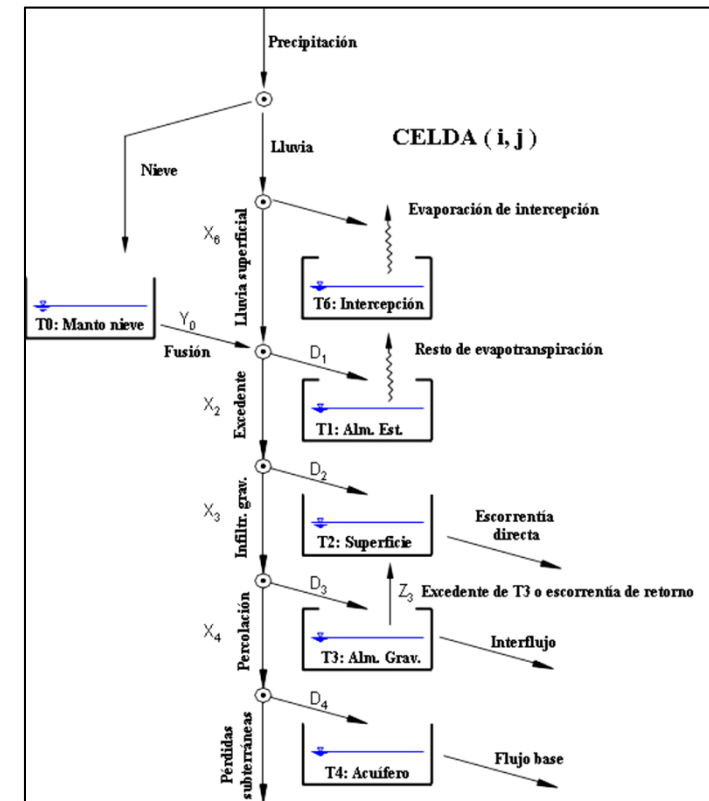 Precipitación
CELDA ( i, j )
Lluvia
Nieve
Evaporación de intercepción
X6
Lluvia superficial
T6: Intercepción
T0: Manto nieve
Y0
Fusión
D1
Resto de evapotranspiración
X2
Excedente
T1: Alm. Est.
D2
X3
Infiltr. grav.
T2: Superficie
Escorrentía
directa
D3
Z3
Excedente de T3 o escorrentía de retorno
X4
Percolación
T3: Alm. Grav.
Interflujo
D4
Pérdidas
subterráneas
T4: Acuífero
Flujo base